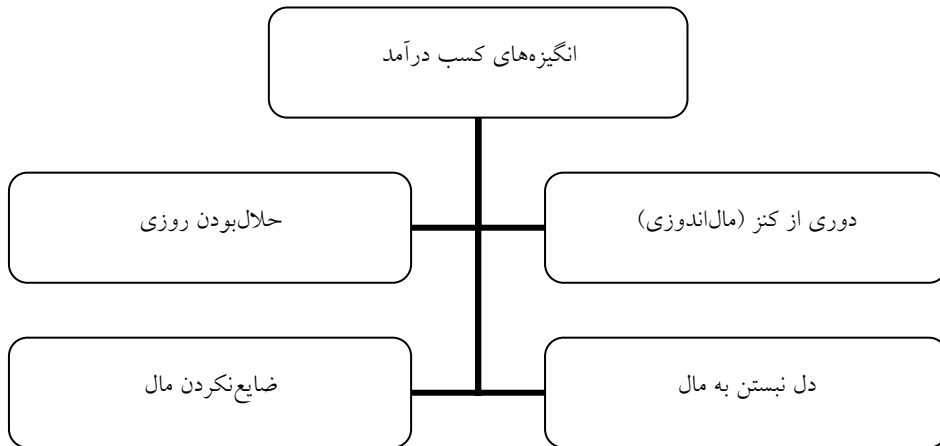 انگیزه‌های کسب درآمد
دوری از کنز (مال‌اندوزی)
حلال‌بودن روزی
دل نبستن به مال
ضایع‌نکردن مال